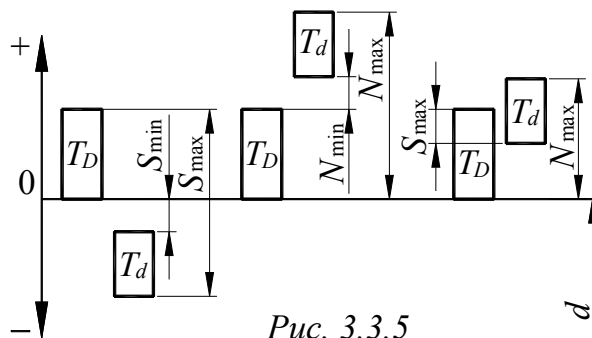 +
0
−
T_D
T_d
S_min
S_max
T_D
T_d
N_min
N_max
T_D
T_d
S_max
N_max
d
Рис. 3.3.5